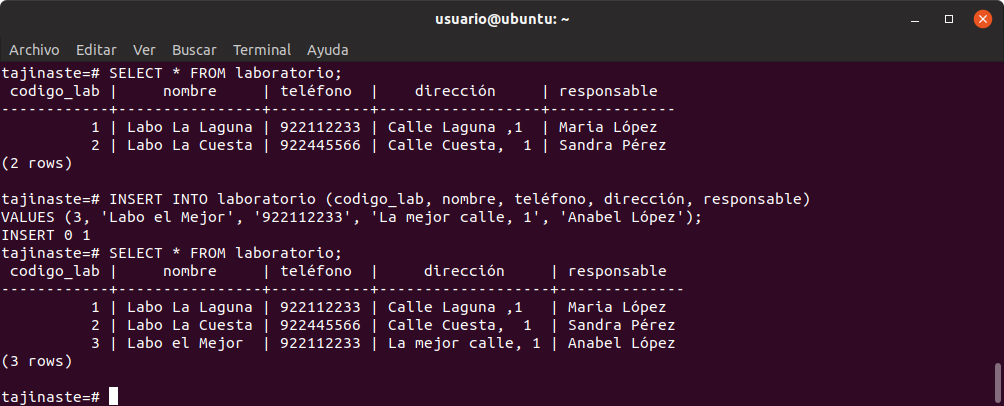 usuario@ubuntu: ~
Archivo Editar Ver Buscar Terminal Ayuda
tajinaste=# SELECT * FROM laboratorio;
 codigo_lab |     nombre     | teléfono  |    dirección     | responsable
------------+----------------+-----------+------------------+--------------
          1 | Labo La Laguna | 922112233 | Calle Laguna ,1  | Maria López
          2 | Labo La Cuesta | 922445566 | Calle Cuesta,  1 | Sandra Pérez
(2 rows)

tajinaste=# INSERT INTO laboratorio (codigo_lab, nombre, teléfono, dirección, responsable)
VALUES (3, 'Labo el Mejor', '922112233', 'La mejor calle, 1', 'Anabel López');
INSERT 0 1
tajinaste=# SELECT * FROM laboratorio;
 codigo_lab |     nombre     | teléfono  |     dirección     | responsable
------------+----------------+-----------+-------------------+--------------
          1 | Labo La Laguna | 922112233 | Calle Laguna ,1   | Maria López
          2 | Labo La Cuesta | 922445566 | Calle Cuesta,  1  | Sandra Pérez
          3 | Labo el Mejor  | 922112233 | La mejor calle, 1 | Anabel López
(3 rows)

tajinaste=#